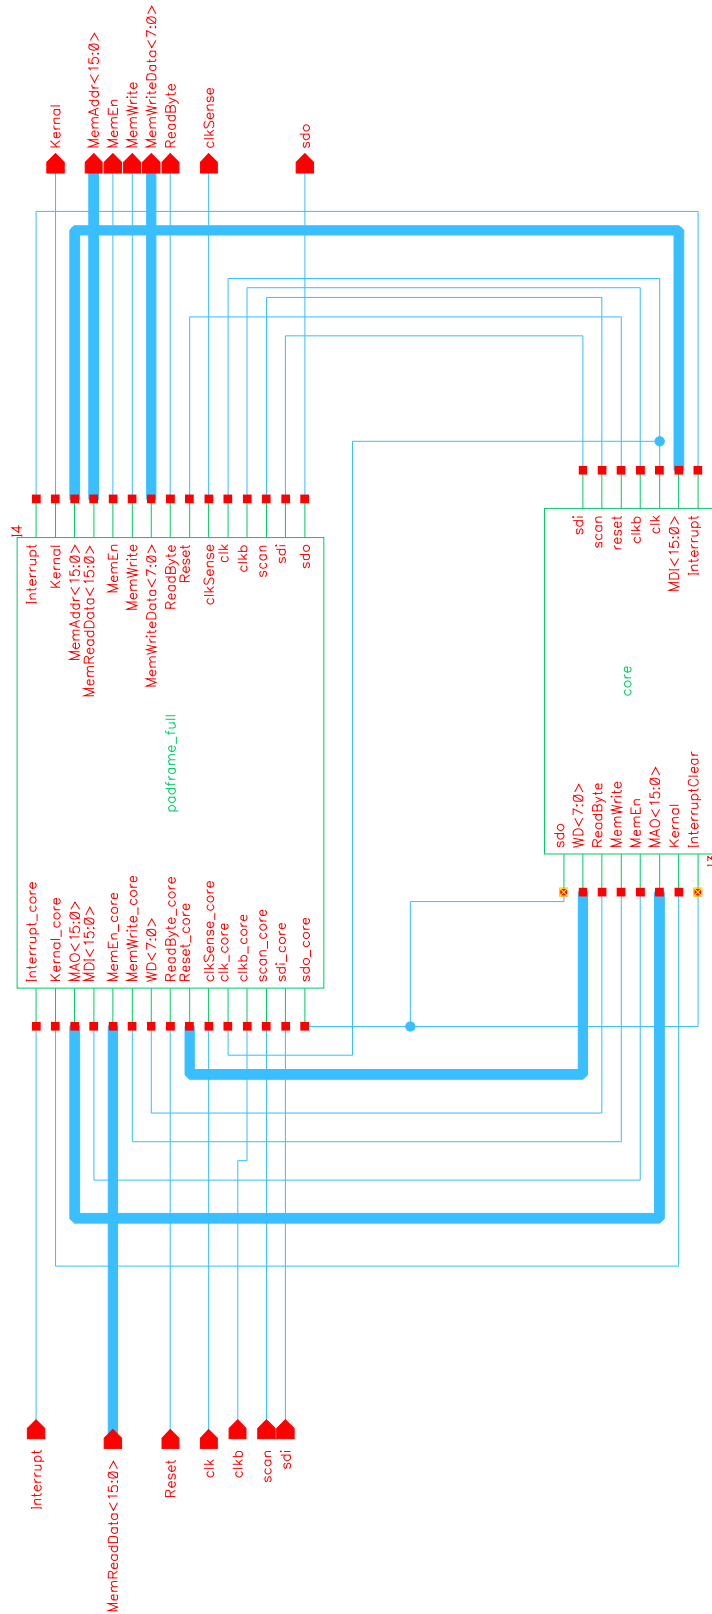 Kernal
MemAddr<15:0>
MemEn
MemWrite
MemWriteData<7:0>
ReadByte
clkSense
sdo
I4
Interrupt
Kernal
MemAddr<15:0>
MemReadData<15:0>
MemEn
MemWrite
MemWriteData<7:0>
ReadByte
Reset
clkSense
clk
clkb
scan
sdi
sdo
padframe_full
Interrupt_core
Kernal_core
MAO<15:0>
MDI<15:0>
MemEn_core
MemWrite_core
WD<7:0>
ReadByte_core
Reset_core
clkSense_core
clk_core
clkb_core
scan_core
sdi_core
sdo_core
sdi
scan
reset
clkb
clk
MDI<15:0>
Interrupt
core
sdo
WD<7:0>
ReadByte
MemWrite
MemEn
MAO<15:0>
Kernal
InterruptClear
Interrupt
MemReadData<15:0>
Reset
clk
clkb
scan
sdi